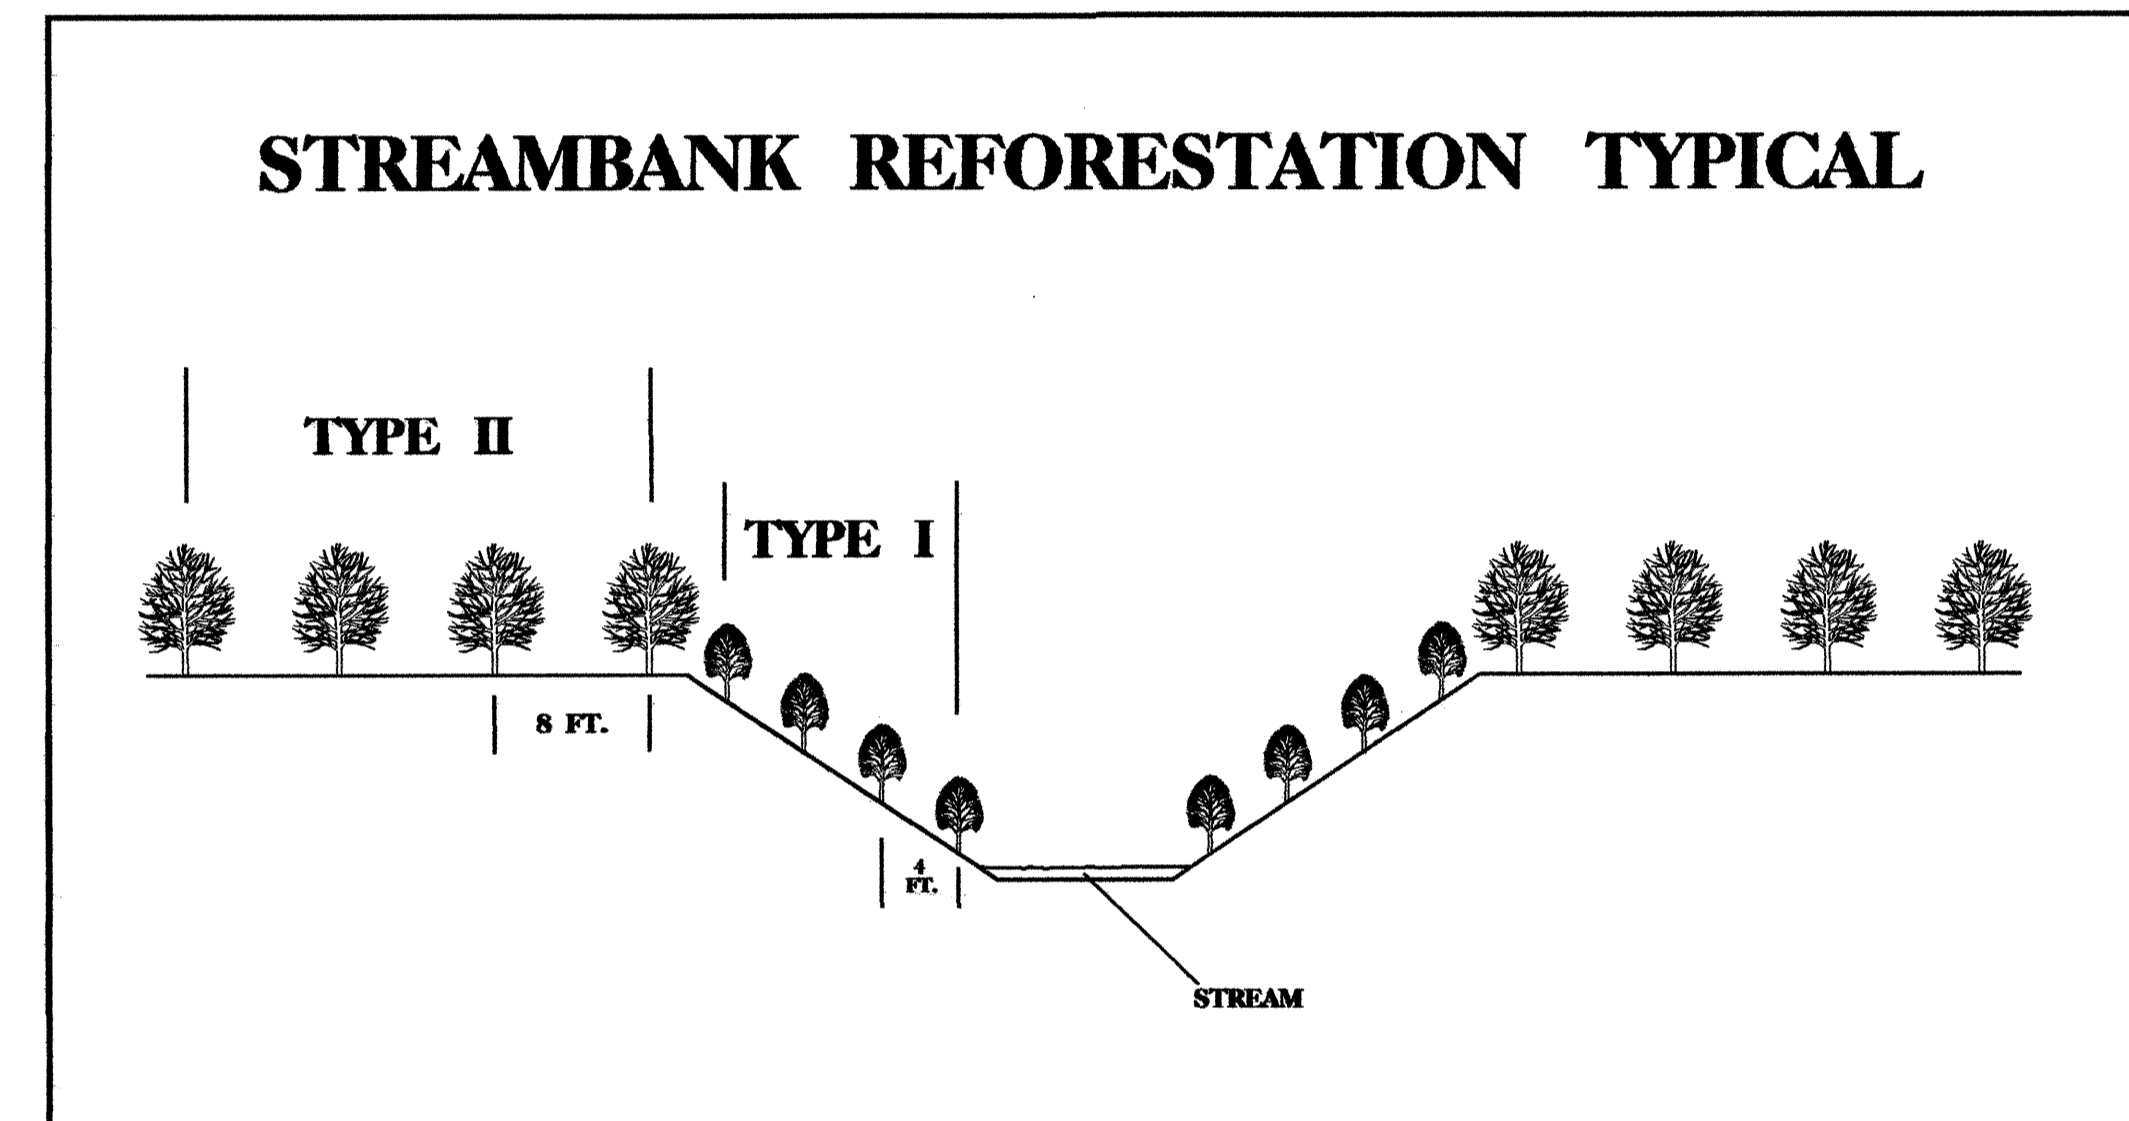 STREAMBANK REFORESTATION TYPICAL
TYPE II
TYPE I
8 FT.
4
FT.
STREAM